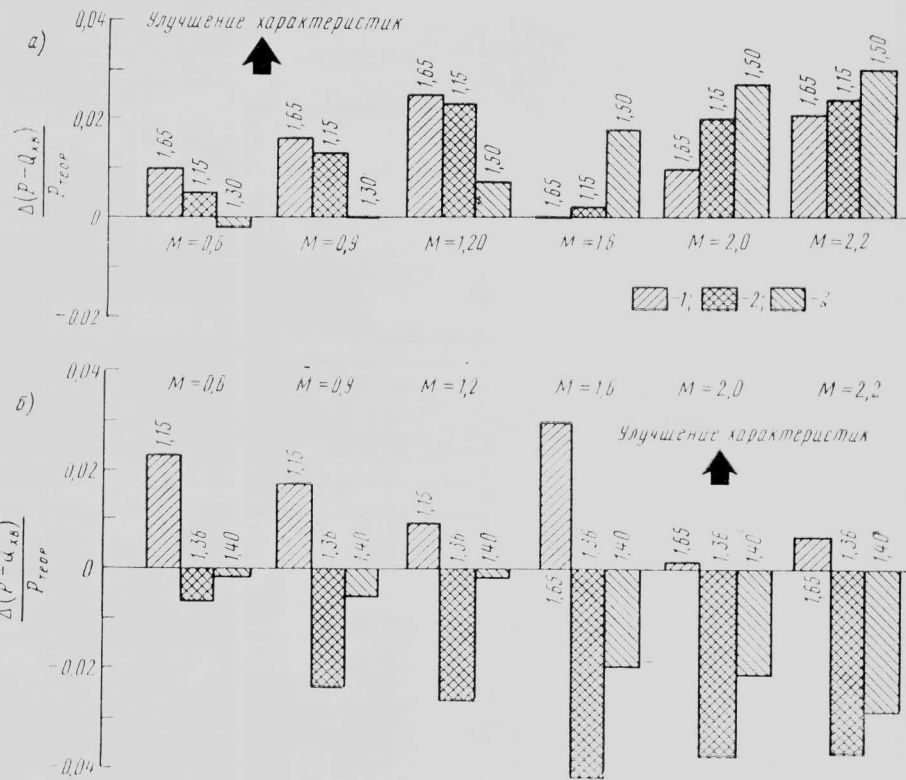 а)
0,04
Улучшение характеристик
0,02
0
−0.02
Δ(P−Qхв)
Pтеор
1,65 1,15 1,30
1,65 1,15 1,30
1,65 1,15 1,50
1,65 1,15 1,50
1,65 1,15 1,50
1,65 1,15 1,50
M=0,6 M=0,9 M=1,20 M=1,6 M=2,0 M=2,2
-1; -2; -3
б)
0,04
M=0,6 M=0,9 M=1,2 M=1,6 M=2,0 M=2,2
Улучшение характеристик
0,02
0
−0,02
−0,04
Δ(P−Qхв)
Pтеор
1,15 1,36 1,40
1,15 1,36 1,40
1,15 1,36 1,40
1,65 1,36 1,40
1,65 1,36 1,40
1,65 1,36 1,40